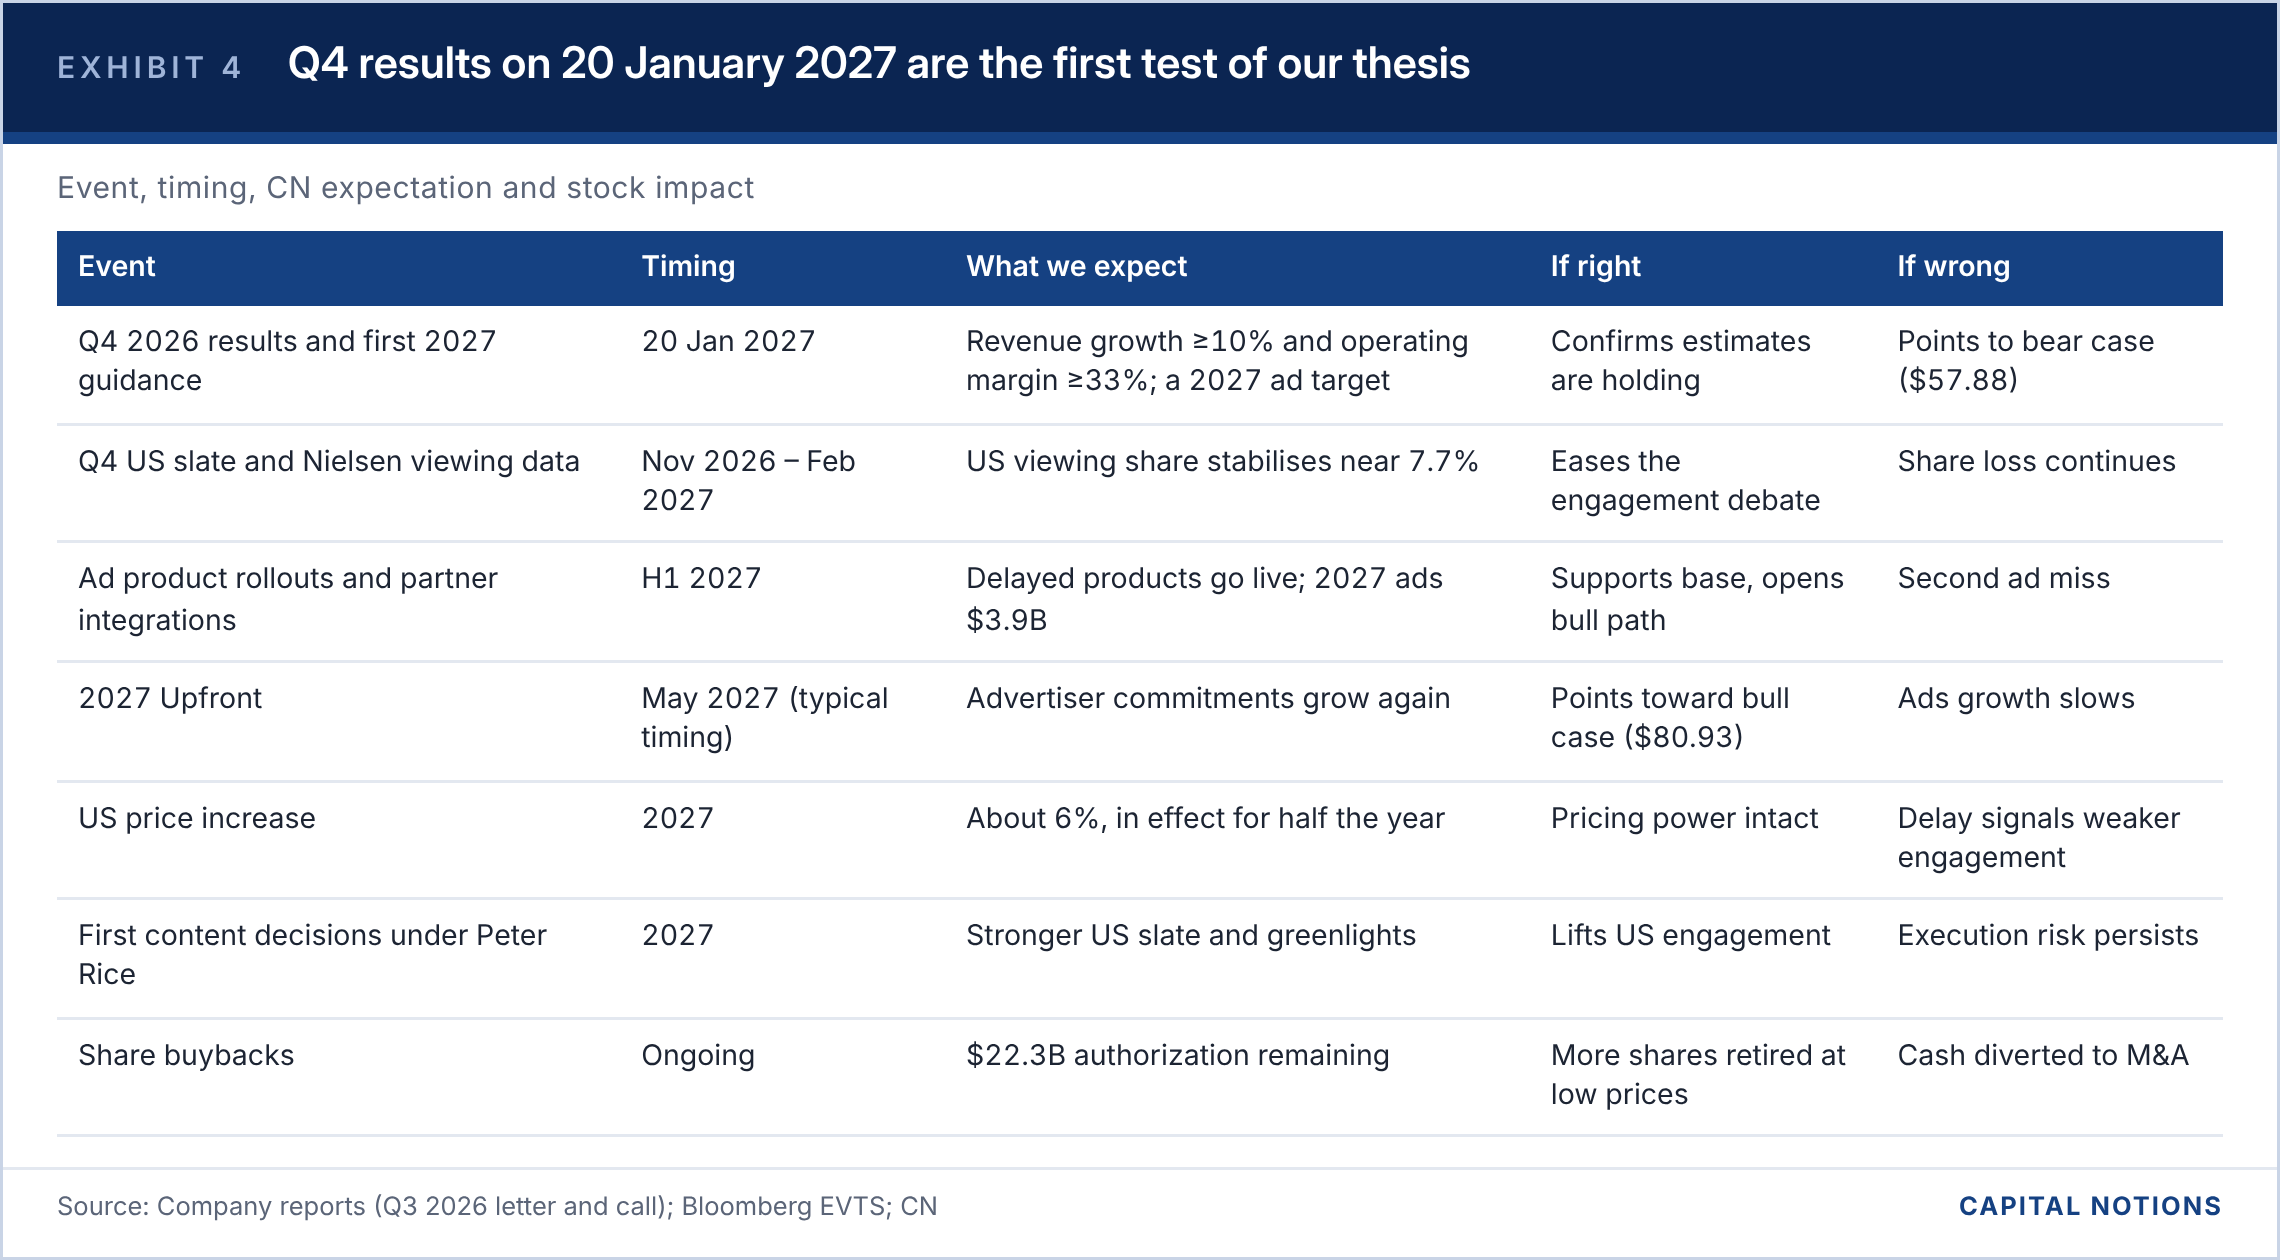 EXHIBIT 4 Q4 results on 20 January 2027 are the first test of our thesis
Event, timing, CN expectation and stock impact
Event Timing What we expect If right If wrong
Q4 2026 results and first 2027 20 Jan 2027 Revenue growth ≥10% and operating Confirms estimates Points to bear case
guidance margin ≥33%; a 2027 ad target are holding ($57.88)
Q4 US slate and Nielsen viewing data Nov 2026 – Feb US viewing share stabilises near 7.7% Eases the Share loss continues
2027 engagement debate
Ad product rollouts and partner H1 2027 Delayed products go live; 2027 ads Supports base, opens Second ad miss
integrations $3.9B bull path
2027 Upfront May 2027 (typical Advertiser commitments grow again Points toward bull Ads growth slows
timing) case ($80.93)
US price increase 2027 About 6%, in effect for half the year Pricing power intact Delay signals weaker
engagement
First content decisions under Peter 2027 Stronger US slate and greenlights Lifts US engagement Execution risk persists
Rice
Share buybacks Ongoing $22.3B authorization remaining More shares retired at Cash diverted to M&A
low prices
Source: Company reports (Q3 2026 letter and call); Bloomberg EVTS; CN CAPITAL NOTIONS